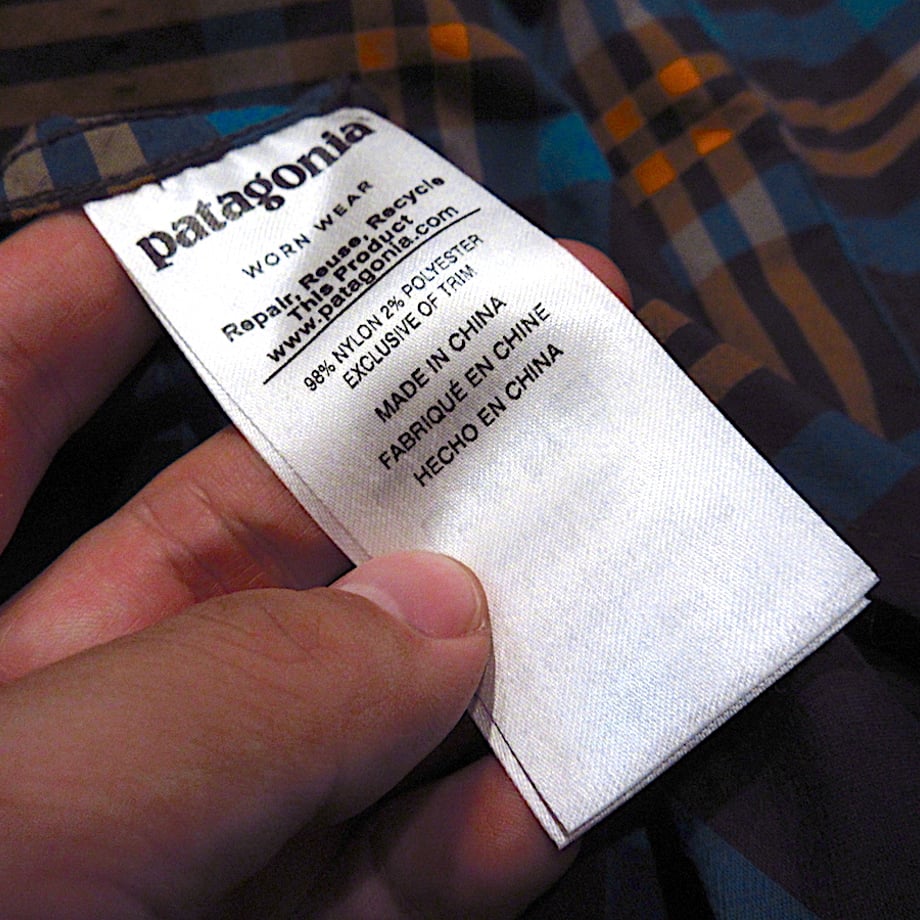 patagonia
WORN WEAR
Repair, Reuse, Recycle
This Product
www.patagonia.com
98% NYLON 2% POLYESTER
EXCLUSIVE OF TRIM
MADE IN CHINA
FABRIQUÉ EN CHINE
HECHO EN CHINA